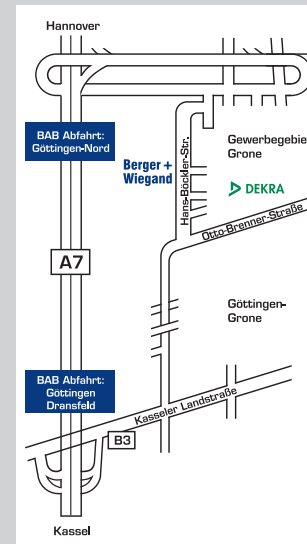 Hannover
BAB Abfahrt:
Göttingen-Nord
Berger +
Wiegand
Hans-Böckler-Str.
Gewerbegebie
Grone
DEKRA
Otto-Brenner-Straße
A7
Göttingen-
Grone
BAB Abfahrt:
Göttingen
Dransfeld
Kasseler Landstraße
B3
Kassel